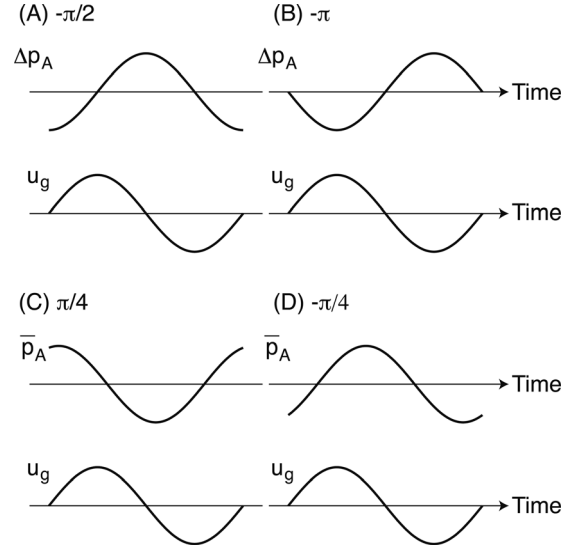 (A) -π/2
(B) -π
Δp_A
Δp_A
Time
u_g
u_g
Time
(C) π/4
(D) -π/4
p̅_A
p̅_A
Time
u_g
u_g
Time